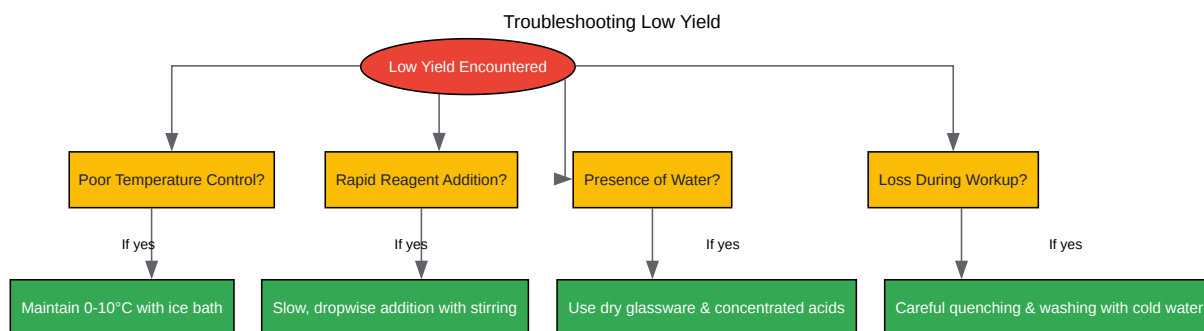 Troubleshooting Low Yield
Low Yield Encountered
Poor Temperature Control?
Rapid Reagent Addition?
Presence of Water?
Loss During Workup?
If yes
If yes
If yes
If yes
Maintain 0-10°C with ice bath
Slow, dropwise addition with stirring
Use dry glassware & concentrated acids
Careful quenching & washing with cold water